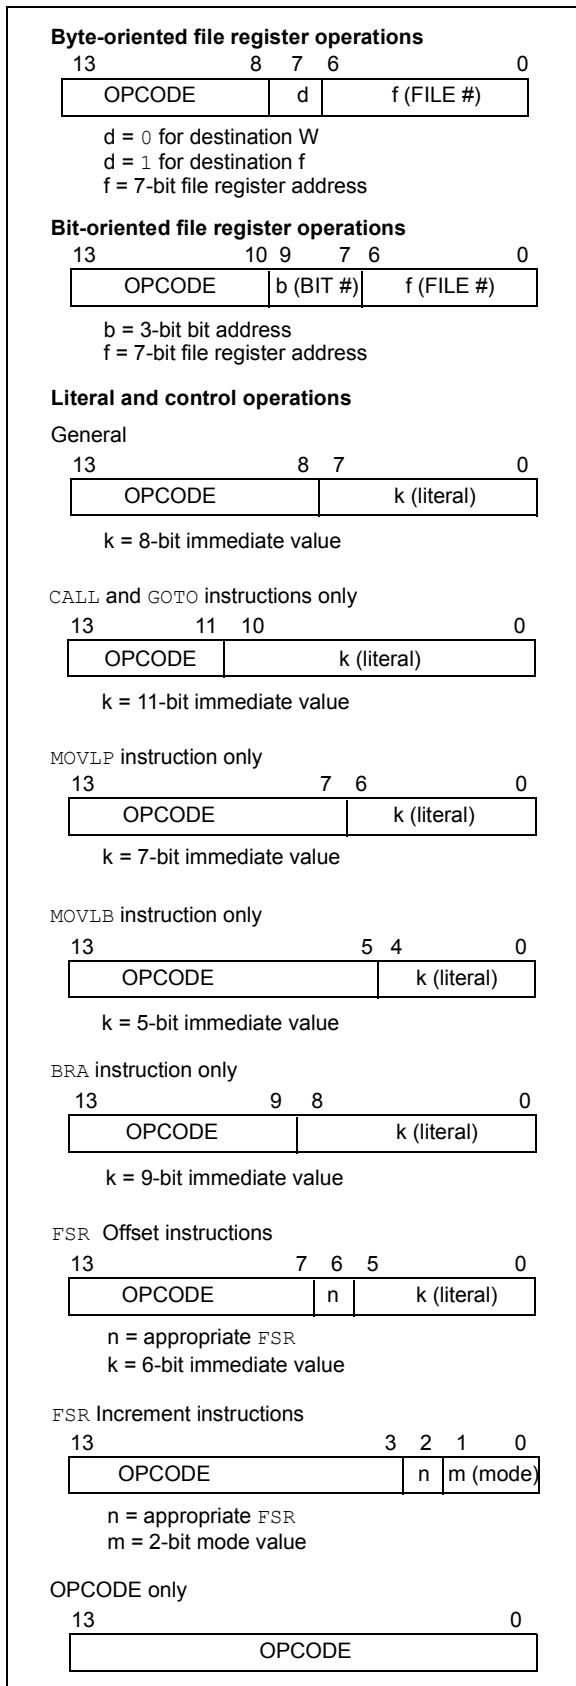 Byte-oriented file register operations
13 8 7 6 0
OPCODE d f (FILE #)
d = 0 for destination W
d = 1 for destination f
f = 7-bit file register address
Bit-oriented file register operations
13 10 9 7 6 0
OPCODE b (BIT #) f (FILE #)
b = 3-bit bit address
f = 7-bit file register address
Literal and control operations
General
13 8 7 0
OPCODE k (literal)
k = 8-bit immediate value
CALL and GOTO instructions only
13 11 10 0
OPCODE k (literal)
k = 11-bit immediate value
MOVLP instruction only
13 7 6 0
OPCODE k (literal)
k = 7-bit immediate value
MOVLB instruction only
13 5 4 0
OPCODE k (literal)
k = 5-bit immediate value
BRA instruction only
13 9 8 0
OPCODE k (literal)
k = 9-bit immediate value
FSR Offset instructions
13 7 6 5 0
OPCODE n k (literal)
n = appropriate FSR
k = 6-bit immediate value
FSR Increment instructions
13 3 2 1 0
OPCODE n m (mode)
n = appropriate FSR
m = 2-bit mode value
OPCODE only
13 0
OPCODE